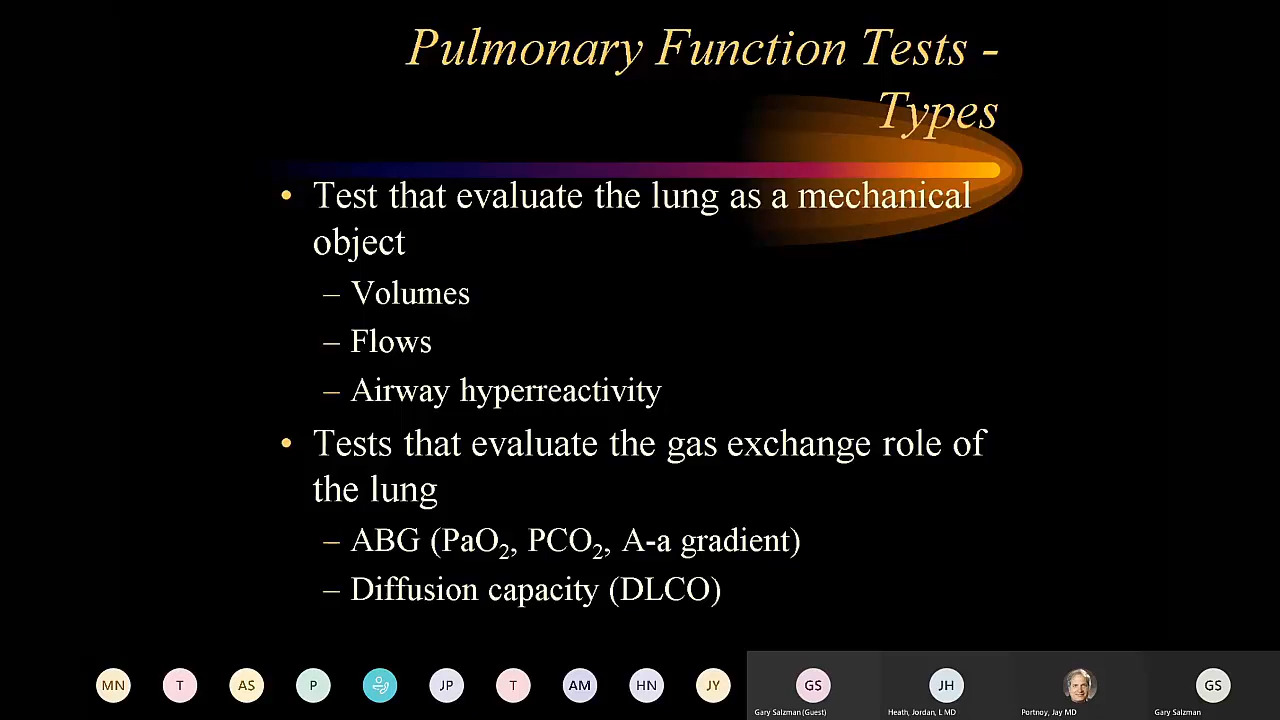 Pulmonary Function Tests -
Types
• Test that evaluate the lung as a mechanical
object
– Volumes
– Flows
– Airway hyperreactivity
• Tests that evaluate the gas exchange role of
the lung
– ABG (PaO₂, PCO₂, A-a gradient)
– Diffusion capacity (DLCO)
MN T AS P JP T AM HN JY GS JH GS
Gary Salzman (Guest) Heath, Jordan, L MD Portnoy, Jay MD Gary Salzman